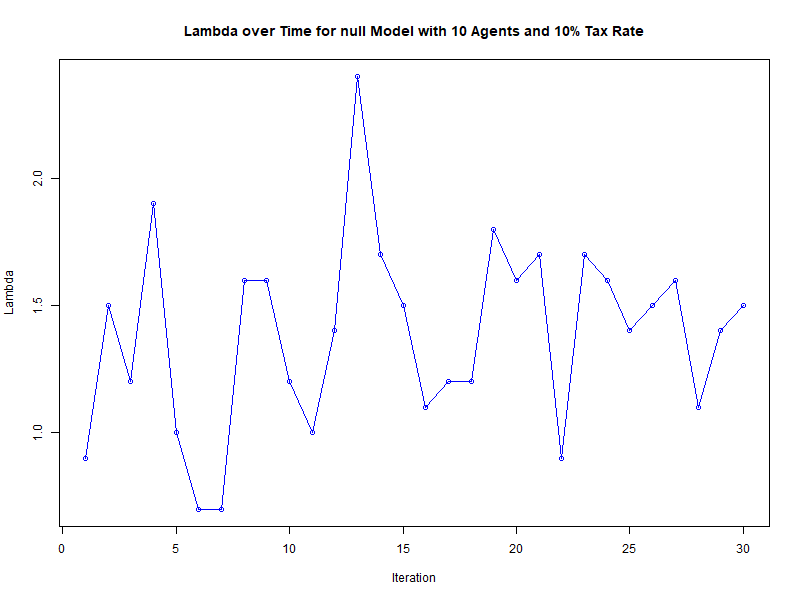 Lambda over Time for null Model with 10 Agents and 10% Tax Rate
2.0
1.5
1.0
Lambda
0 5 10 15 20 25 30
Iteration